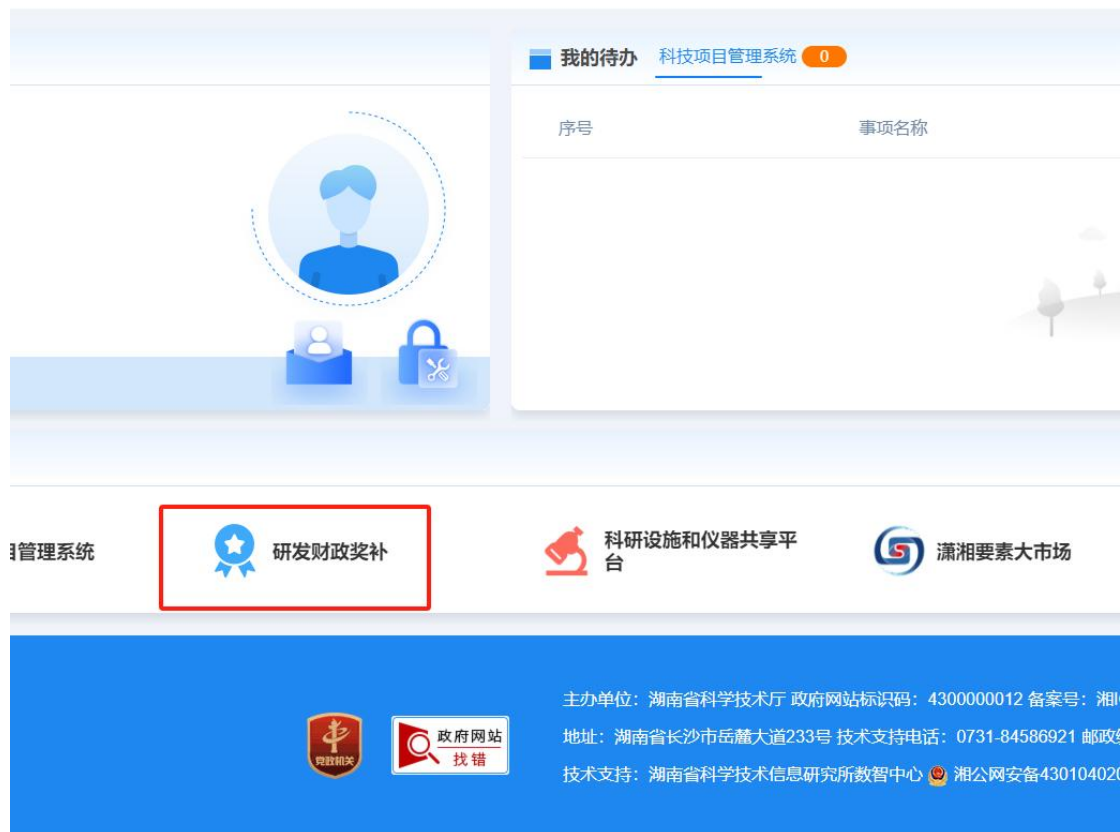 我的待办 科技项目管理系统 0
序号 事项名称
目管理系统
研发财政奖补
科研设施和仪器共享平
台
潇湘要素大市场
主办单位：湖南省科学技术厅 政府网站标识码：4300000012 备案号：湘I
地址：湖南省长沙市岳麓大道233号 技术支持电话：0731-84586921 邮政
技术支持：湖南省科学技术信息研究所数智中心 湘公网安备430104020
党政机关
政府网站
找错